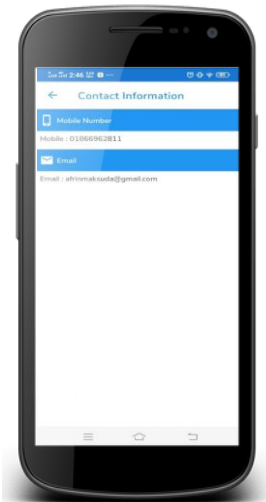 2:46
Contact Information
Mobile Number
Mobile : 01866962811
Email
Email : afrinmaksuda@gmail.com